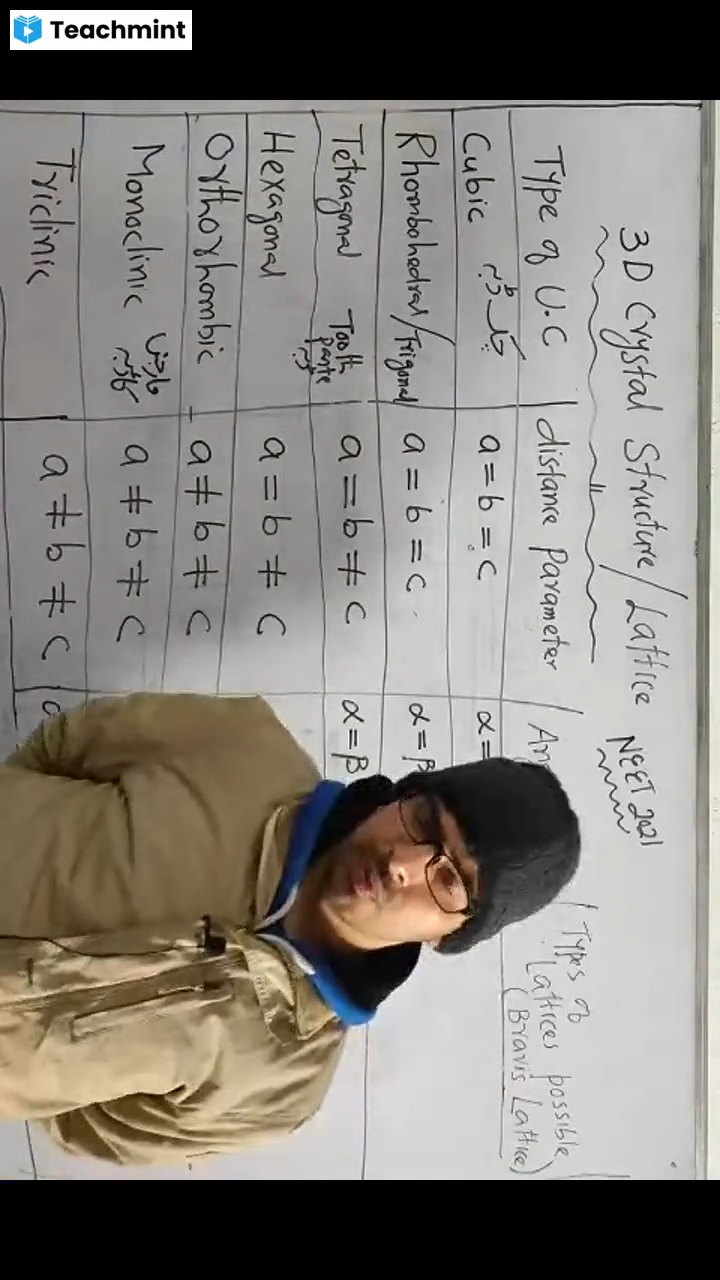 Teachmint
3D Crystal Structure/Lattice NEET 2021
Type of U.C distance Parameter
Types of
Lattices possible
(Bravis Lattice)
Cubic a = b = c α =
Rhombohedral/Trigonal a = b = c α = β
Tetragonal Tooth paste a = b ≠ c α = β
Hexagonal a = b ≠ c
Orthorhombic a ≠ b ≠ c
Monoclinic a ≠ b ≠ c
Triclinic a ≠ b ≠ c